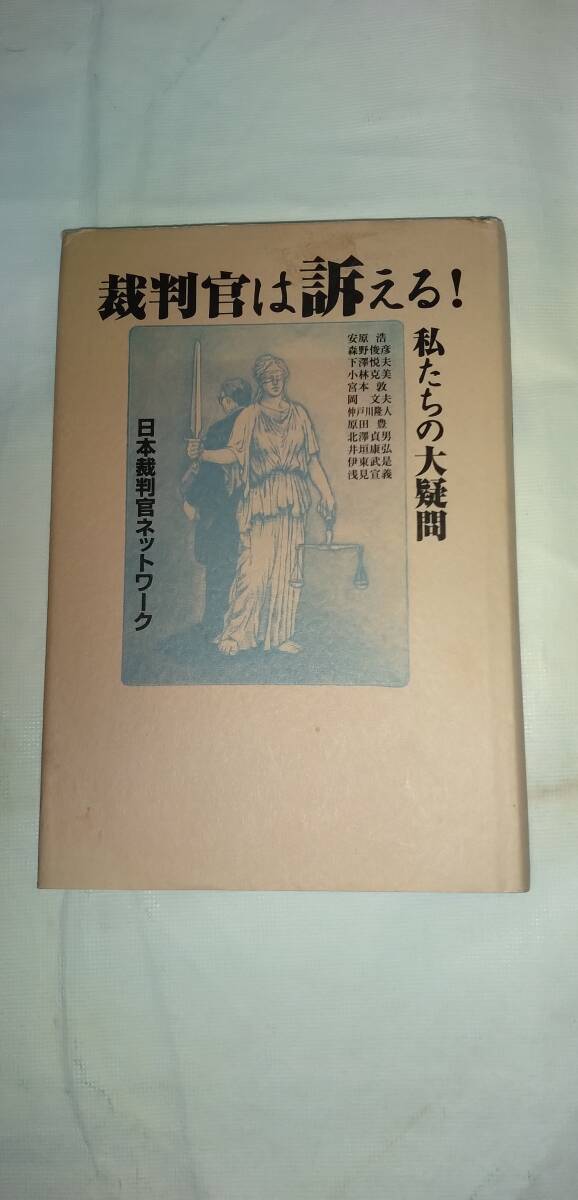 裁判官は訴える!
私たちの大疑問
安原浩
森野俊彦
下澤悦夫
小林克美
宮本敦
岡文夫
仲戸川隆人
原田豊
北澤貞男
井垣康弘
伊東武是
浅見宣義
日本裁判官ネットワーク